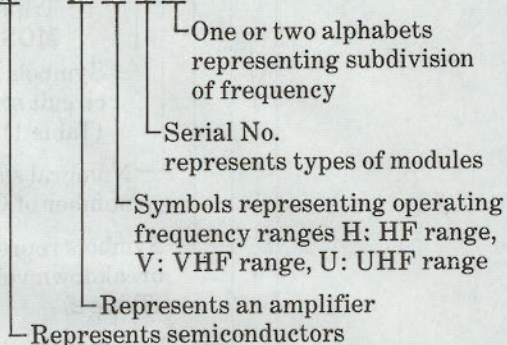 One or two alphabets
representing subdivision
of frequency
Serial No.
represents types of modules
Symbols representing operating
frequency ranges H: HF range,
V: VHF range, U: UHF range
Represents an amplifier
Represents semiconductors